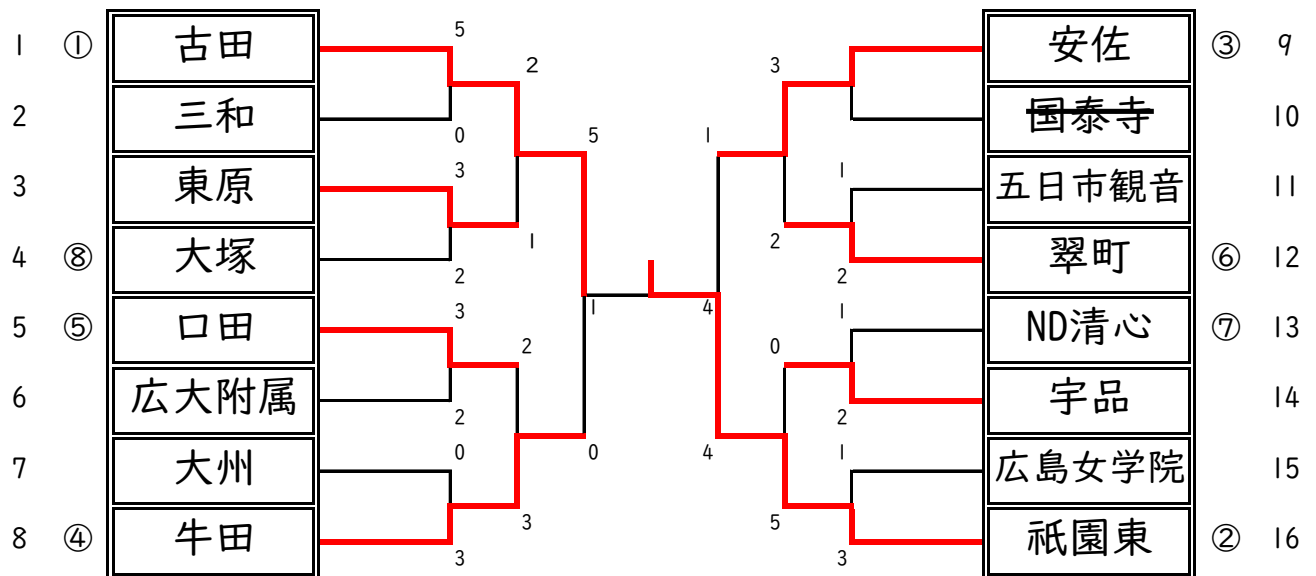 1 ① 古田 5 2 3 安佐 ③ 9
2 三和 0 5 1 国泰寺 10
3 東原 3 1 五日市観音 11
4 ⑧ 大塚 2 1 2 2 翠町 ⑥ 12
5 ⑤ 口田 3 2 1 4 0 1 ND清心 ⑦ 13
6 広大附属 2 2 宇品 14
7 大州 0 0 4 1 広島女学院 15
8 ④ 牛田 3 3 5 3 祇園東 ② 16